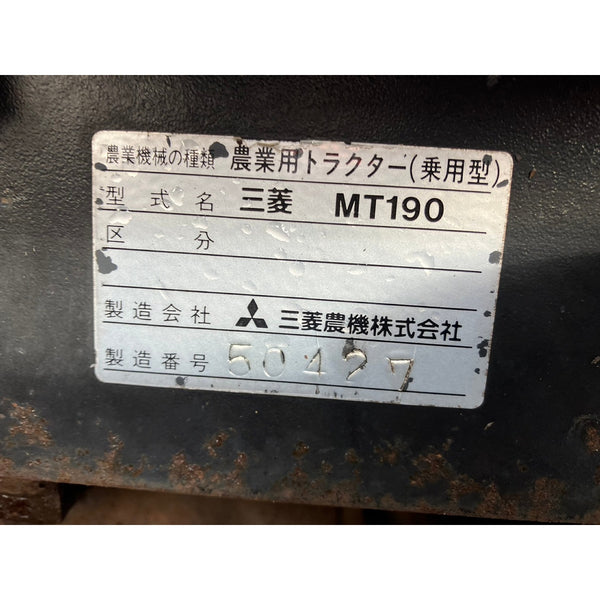 農業機械の種類 農業用トラクター(乗用型)
型式名 三菱 MT190
区分
製造会社 三菱農機株式会社
製造番号 50427